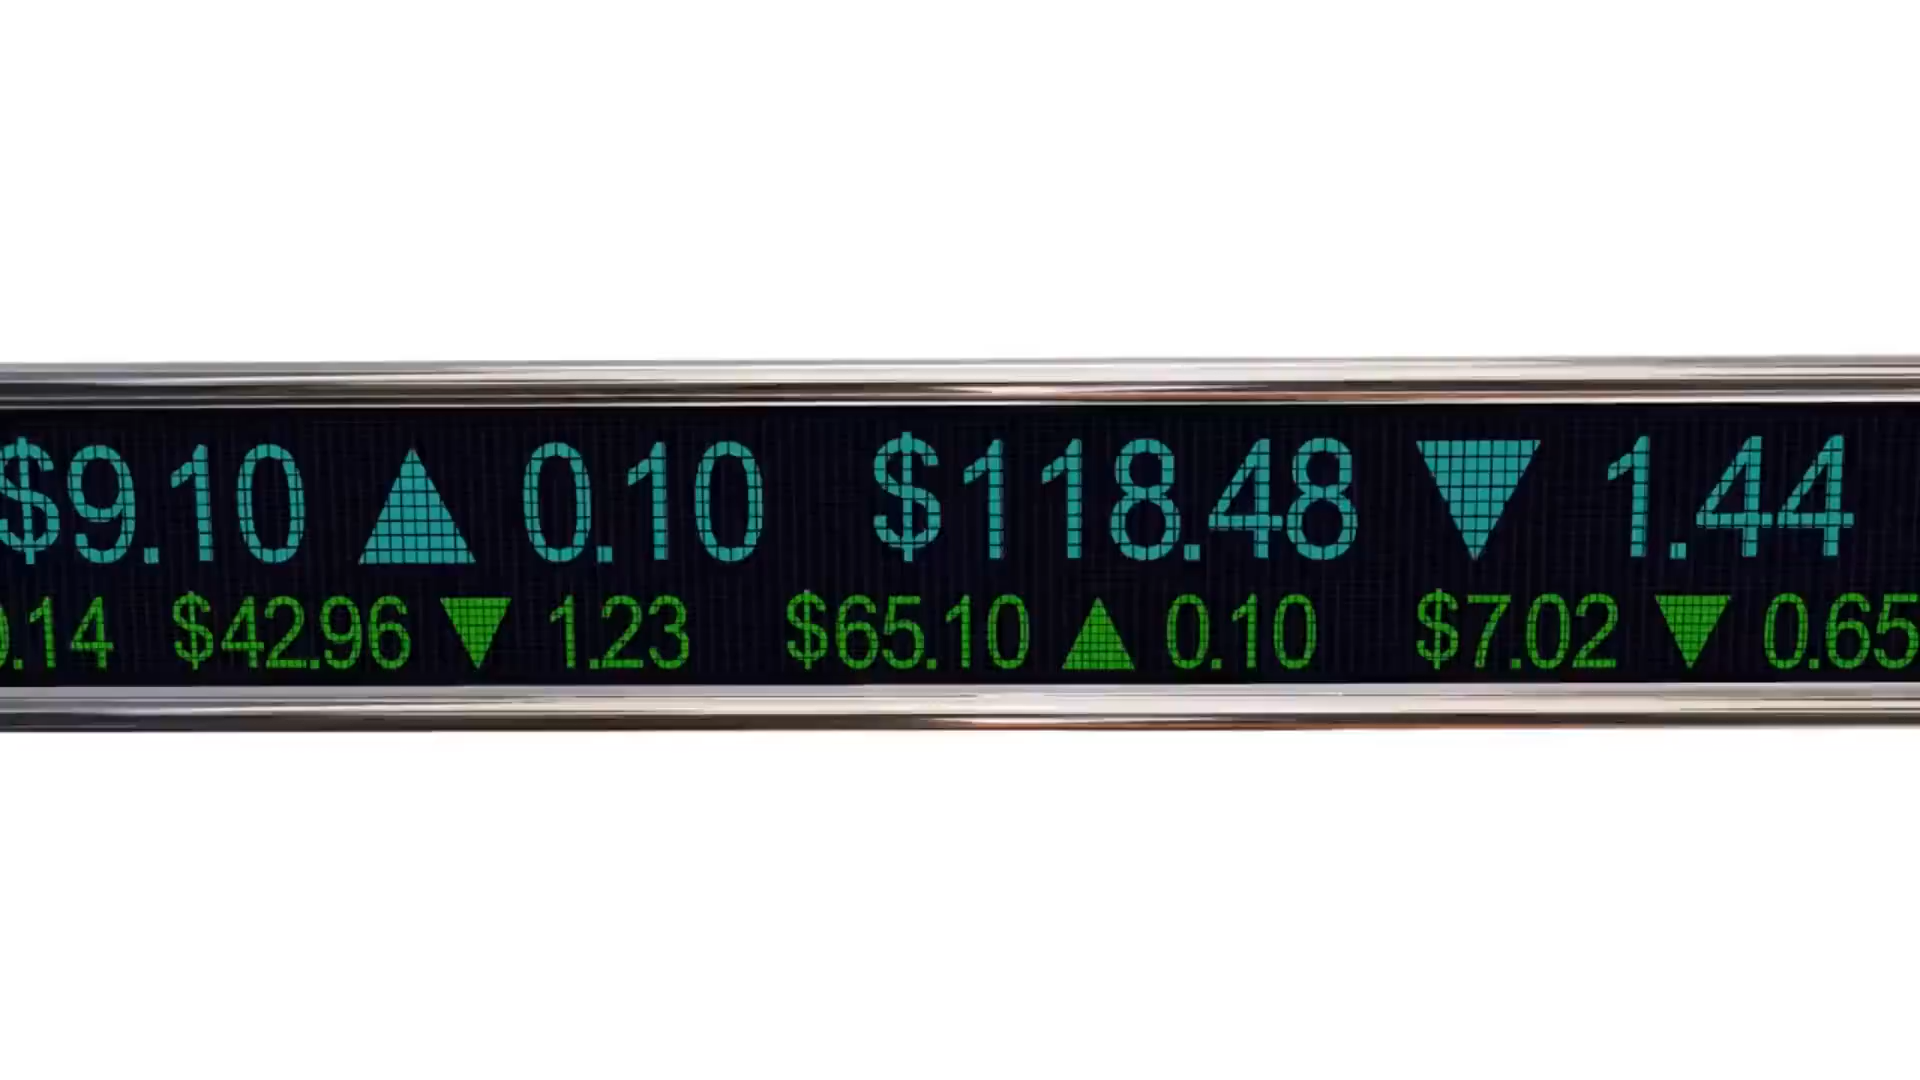 $9.10 ▲ 0.10 $118.48 ▼ 1.44
.14 $42.96 ▼ 1.23 $65.10 ▲ 0.10 $7.02 ▼ 0.65